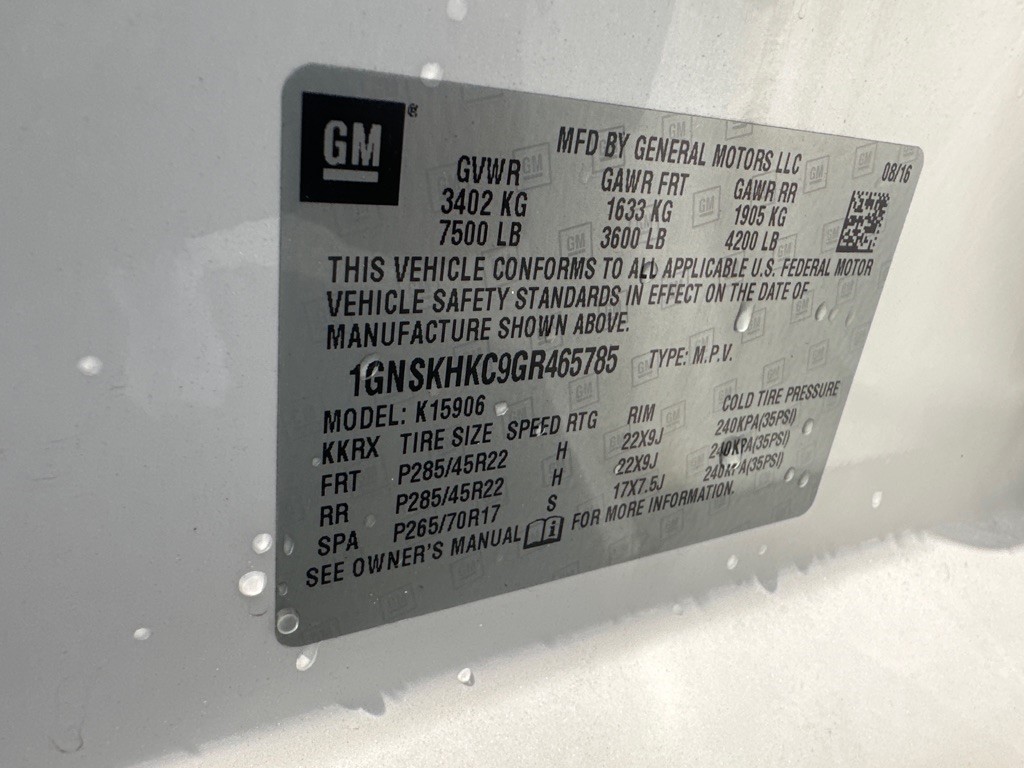 GM ®
MFD BY GENERAL MOTORS LLC
08/16
GVWR GAWR FRT GAWR RR
3402 KG 1633 KG 1905 KG
7500 LB 3600 LB 4200 LB
THIS VEHICLE CONFORMS TO ALL APPLICABLE U.S. FEDERAL MOTOR
VEHICLE SAFETY STANDARDS IN EFFECT ON THE DATE OF
MANUFACTURE SHOWN ABOVE.
1GNSKHKC9GR465785 TYPE: M.P.V.
MODEL: K15906
KKRX TIRE SIZE SPEED RTG RIM COLD TIRE PRESSURE
FRT P285/45R22 H 22X9J 240KPA(35PSI)
RR P285/45R22 H 22X9J 240KPA(35PSI)
SPA P265/70R17 S 17X7.5J 240KPA(35PSI)
SEE OWNER'S MANUAL i FOR MORE INFORMATION.